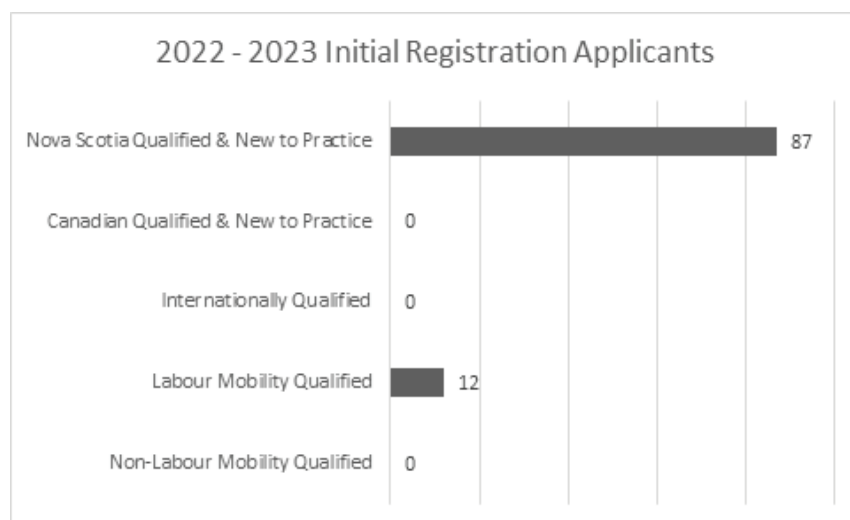 2022 - 2023 Initial Registration Applicants
Nova Scotia Qualified & New to Practice 87
Canadian Qualified & New to Practice 0
Internationally Qualified 0
Labour Mobility Qualified 12
Non-Labour Mobility Qualified 0